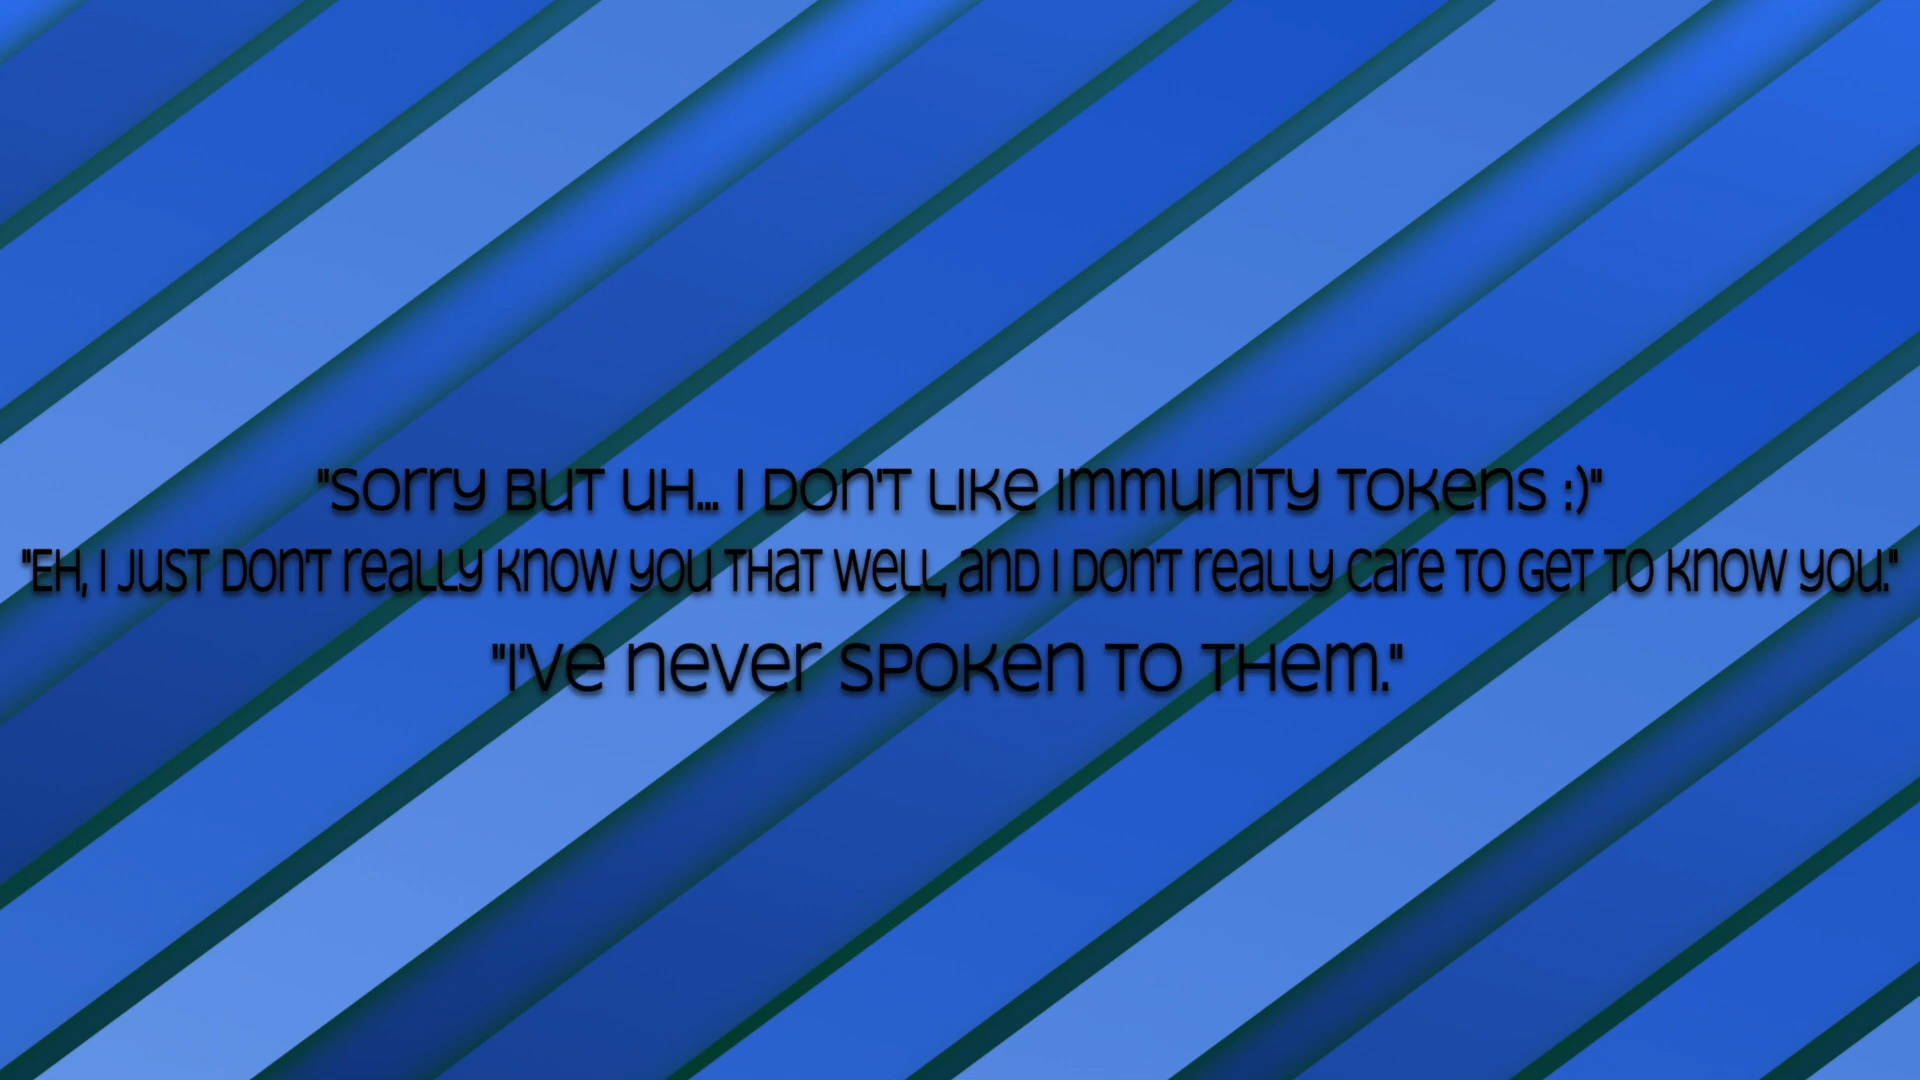 "Sorry but uh... I don't like immunity tokens :)"
"Eh, I just don't really know you that well, and I don't really care to get to know you."
"I've never spoken to them."